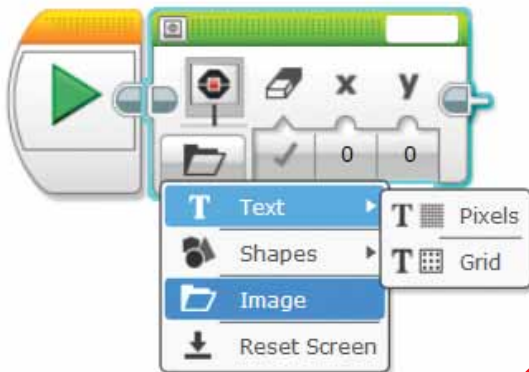 x y
0 0
T Text
T Pixels
Shapes
T Grid
Image
Reset Screen